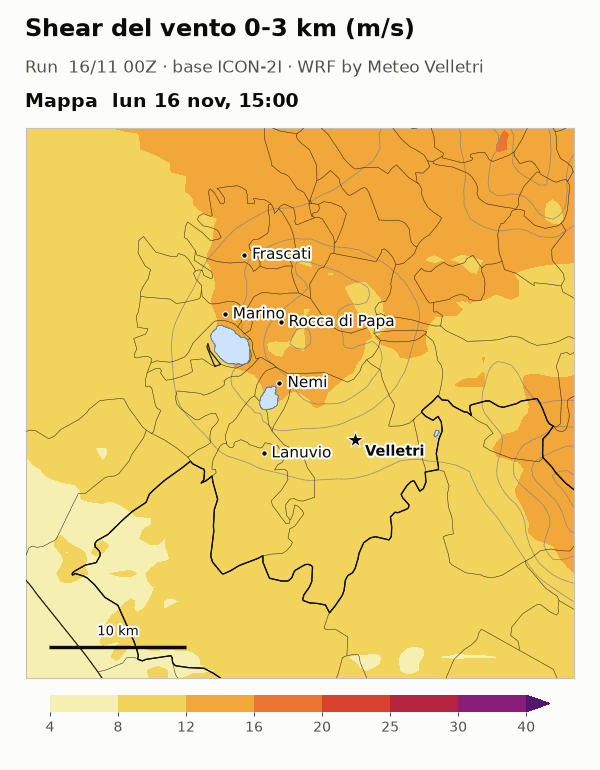 Shear del vento 0-3 km (m/s)
Run  16/11 00Z · base ICON-2I · WRF by Meteo Velletri
Mappa  lun 16 nov, 15:00
Frascati
Marino
Rocca di Papa
Nemi
Velletri
Lanuvio
10 km
4 8 12 16 20 25 30 40